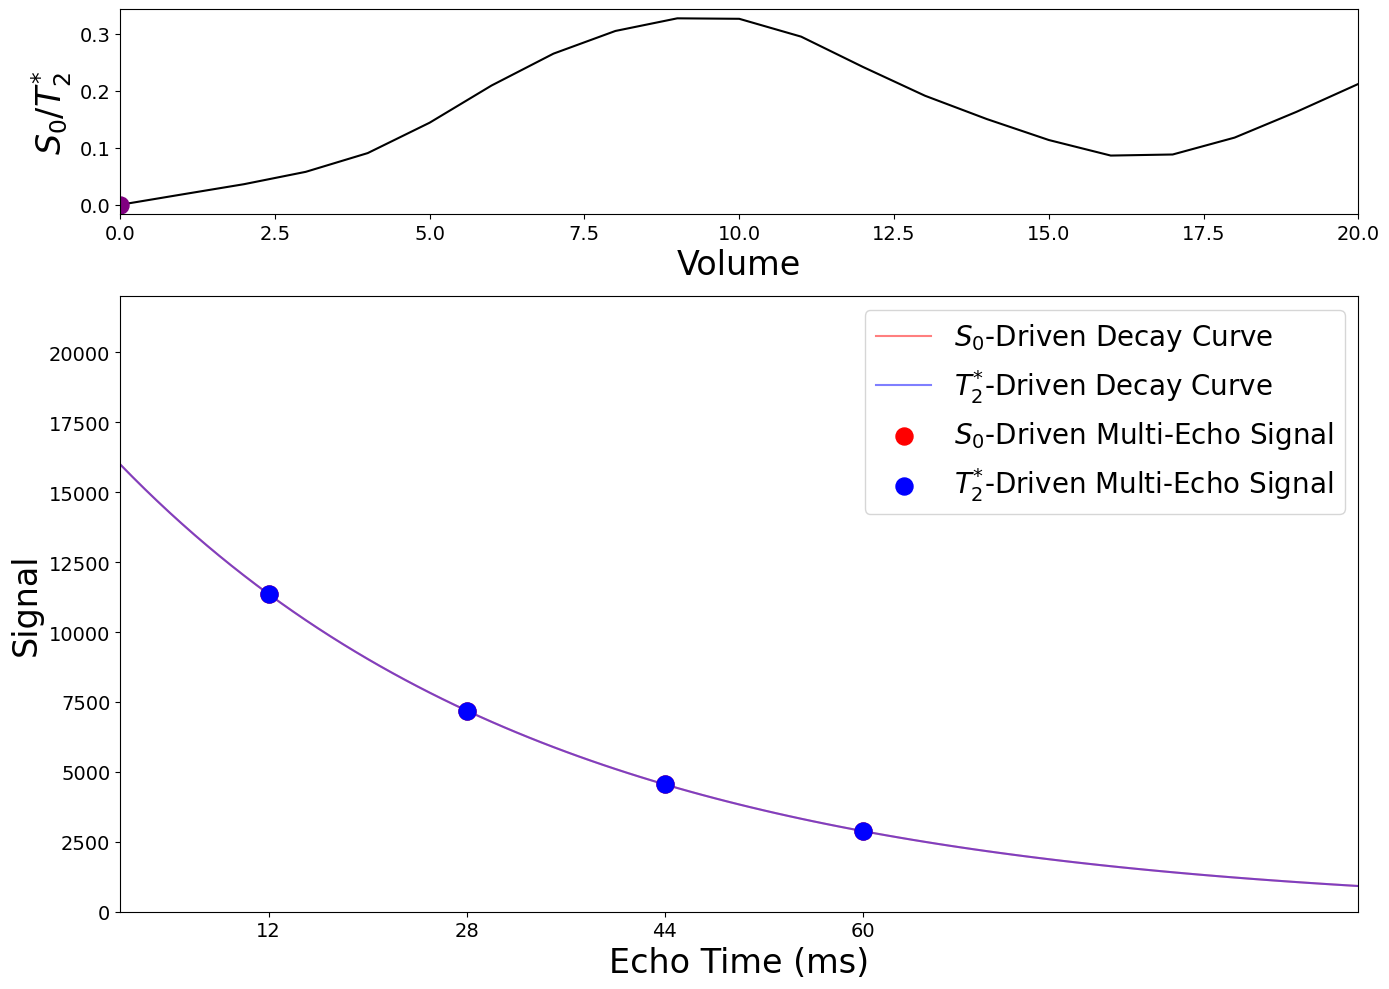 S₀/T₂*
0.3
0.2
0.1
0.0
0.0 2.5 5.0 7.5 10.0 12.5 15.0 17.5 20.0
Volume
S₀-Driven Decay Curve
T₂*-Driven Decay Curve
S₀-Driven Multi-Echo Signal
T₂*-Driven Multi-Echo Signal
Signal
20000
17500
15000
12500
10000
7500
5000
2500
0
12 28 44 60
Echo Time (ms)